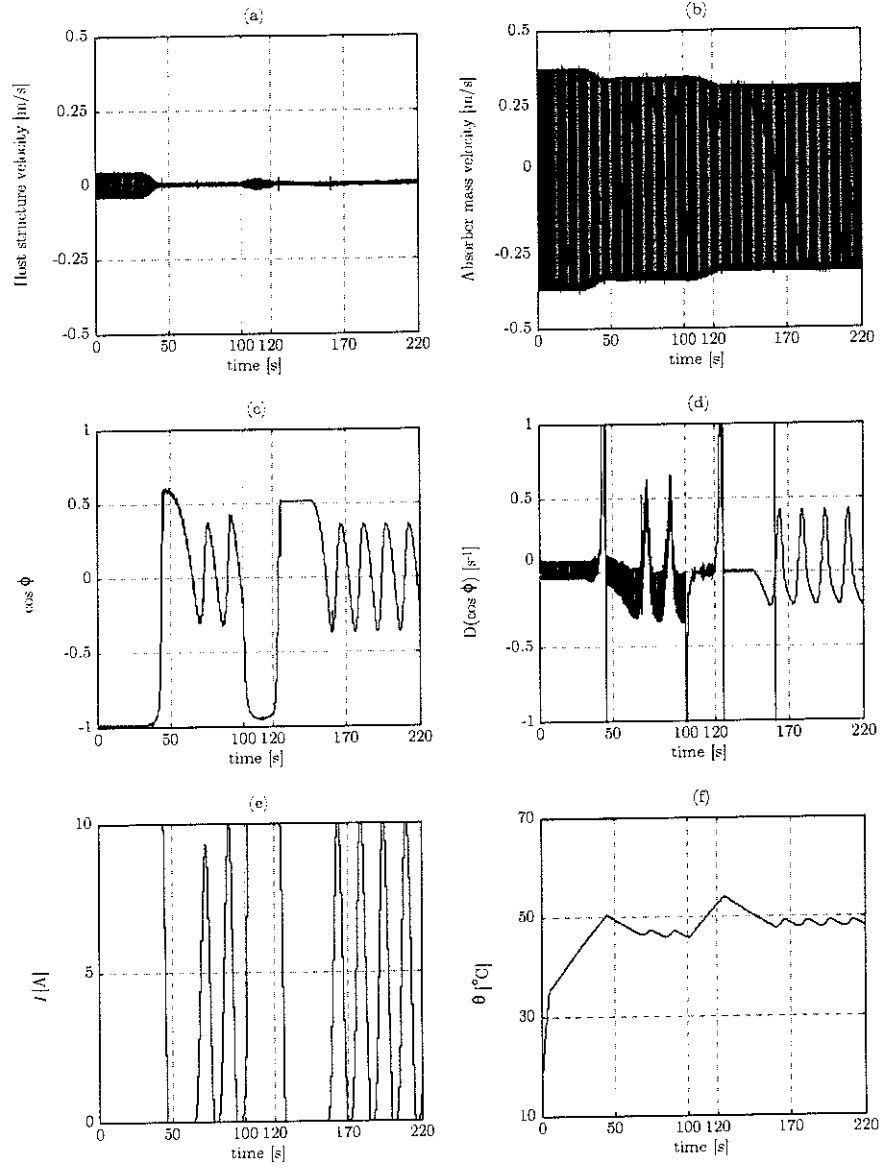 (a)
Host structure velocity [m/s]
0.5
0.25
0
-0.25
-0.5
0 50 100 120 170 220
time [s]
(b)
Absorber mass velocity [m/s]
0.5
0.25
0
-0.25
-0.5
0 50 100 120 170 220
time [s]
(c)
cos ϕ
1
0.5
0
-0.5
-1
0 50 100 120 170 220
time [s]
(d)
D(cos ϕ) [s⁻¹]
1
0.5
0
-0.5
-1
0 50 100 120 170 220
time [s]
(e)
I [A]
10
5
0
0 50 100 120 170 220
time [s]
(f)
θ [°C]
70
50
30
10
0 50 100 120 170 220
time [s]